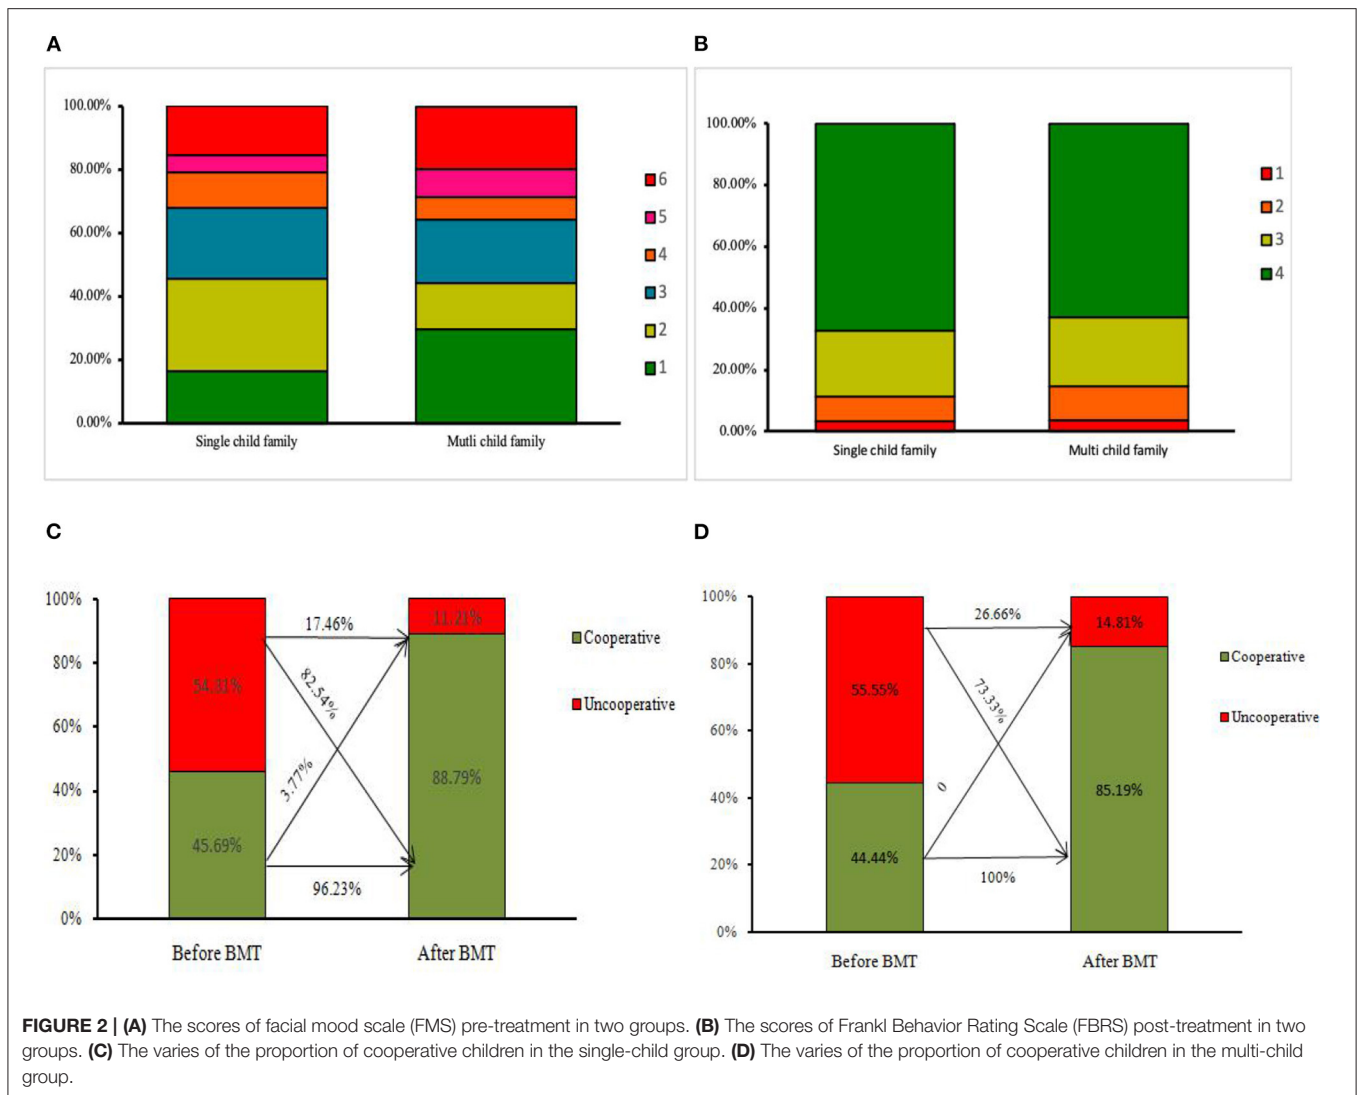 A
100.00%
80.00%
60.00%
40.00%
20.00%
0.00%
Single child family
Mutli child family
6
5
4
3
2
1
B
100.00%
80.00%
60.00%
40.00%
20.00%
0.00%
Single child family
Multi child family
1
2
3
4
C
100%
80%
60%
40%
20%
0%
54.31%
45.69%
17.46%
82.54%
3.77%
96.23%
11.21%
88.79%
Before BMT
After BMT
Cooperative
Uncooperative
D
100%
80%
60%
40%
20%
0%
55.55%
44.44%
26.66%
73.33%
0
100%
14.81%
85.19%
Before BMT
After BMT
Cooperative
Uncooperative
FIGURE 2 | (A) The scores of facial mood scale (FMS) pre-treatment in two groups. (B) The scores of Frankl Behavior Rating Scale (FBRS) post-treatment in two
groups. (C) The varies of the proportion of cooperative children in the single-child group. (D) The varies of the proportion of cooperative children in the multi-child
group.